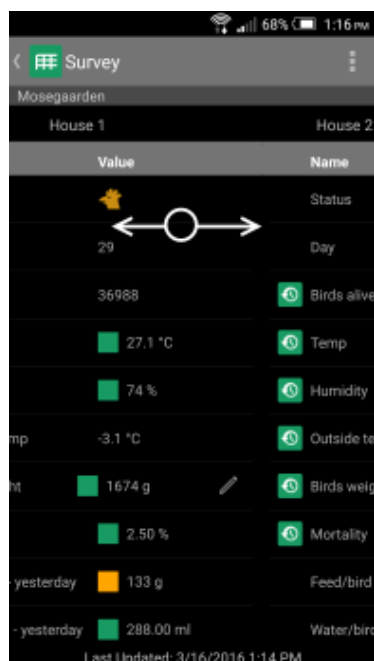 68% 1:16 PM
Survey
Mosegaarden
House 1 House 2
Value Name
Status
29 Day
36988 Birds alive
27.1 °C Temp
74 % Humidity
mp -3.1 °C Outside te
ht 1674 g Birds weig
2.50 % Mortality
- yesterday 133 g Feed/bird
- yesterday 288.00 ml Water/bird
Last Updated: 3/16/2016 1:14 PM